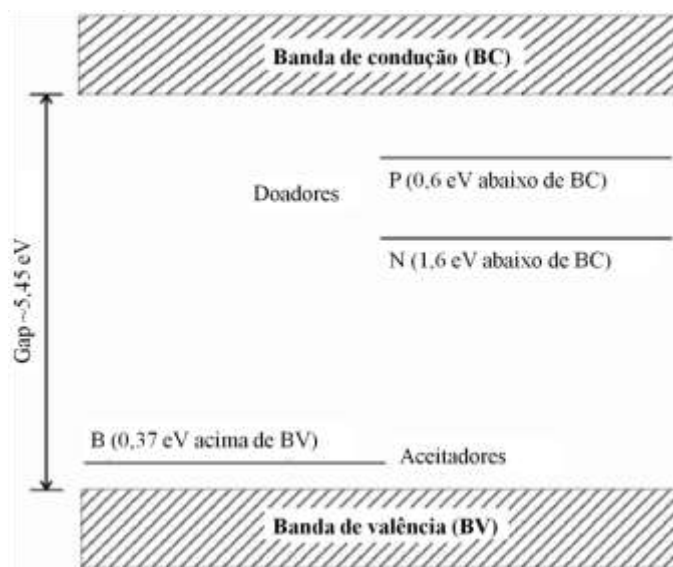 Banda de condução (BC)
P (0,6 eV abaixo de BC)
Doadores
N (1,6 eV abaixo de BC)
Gap ~5,45 eV
B (0,37 eV acima de BV)
Aceitadores
Banda de valência (BV)